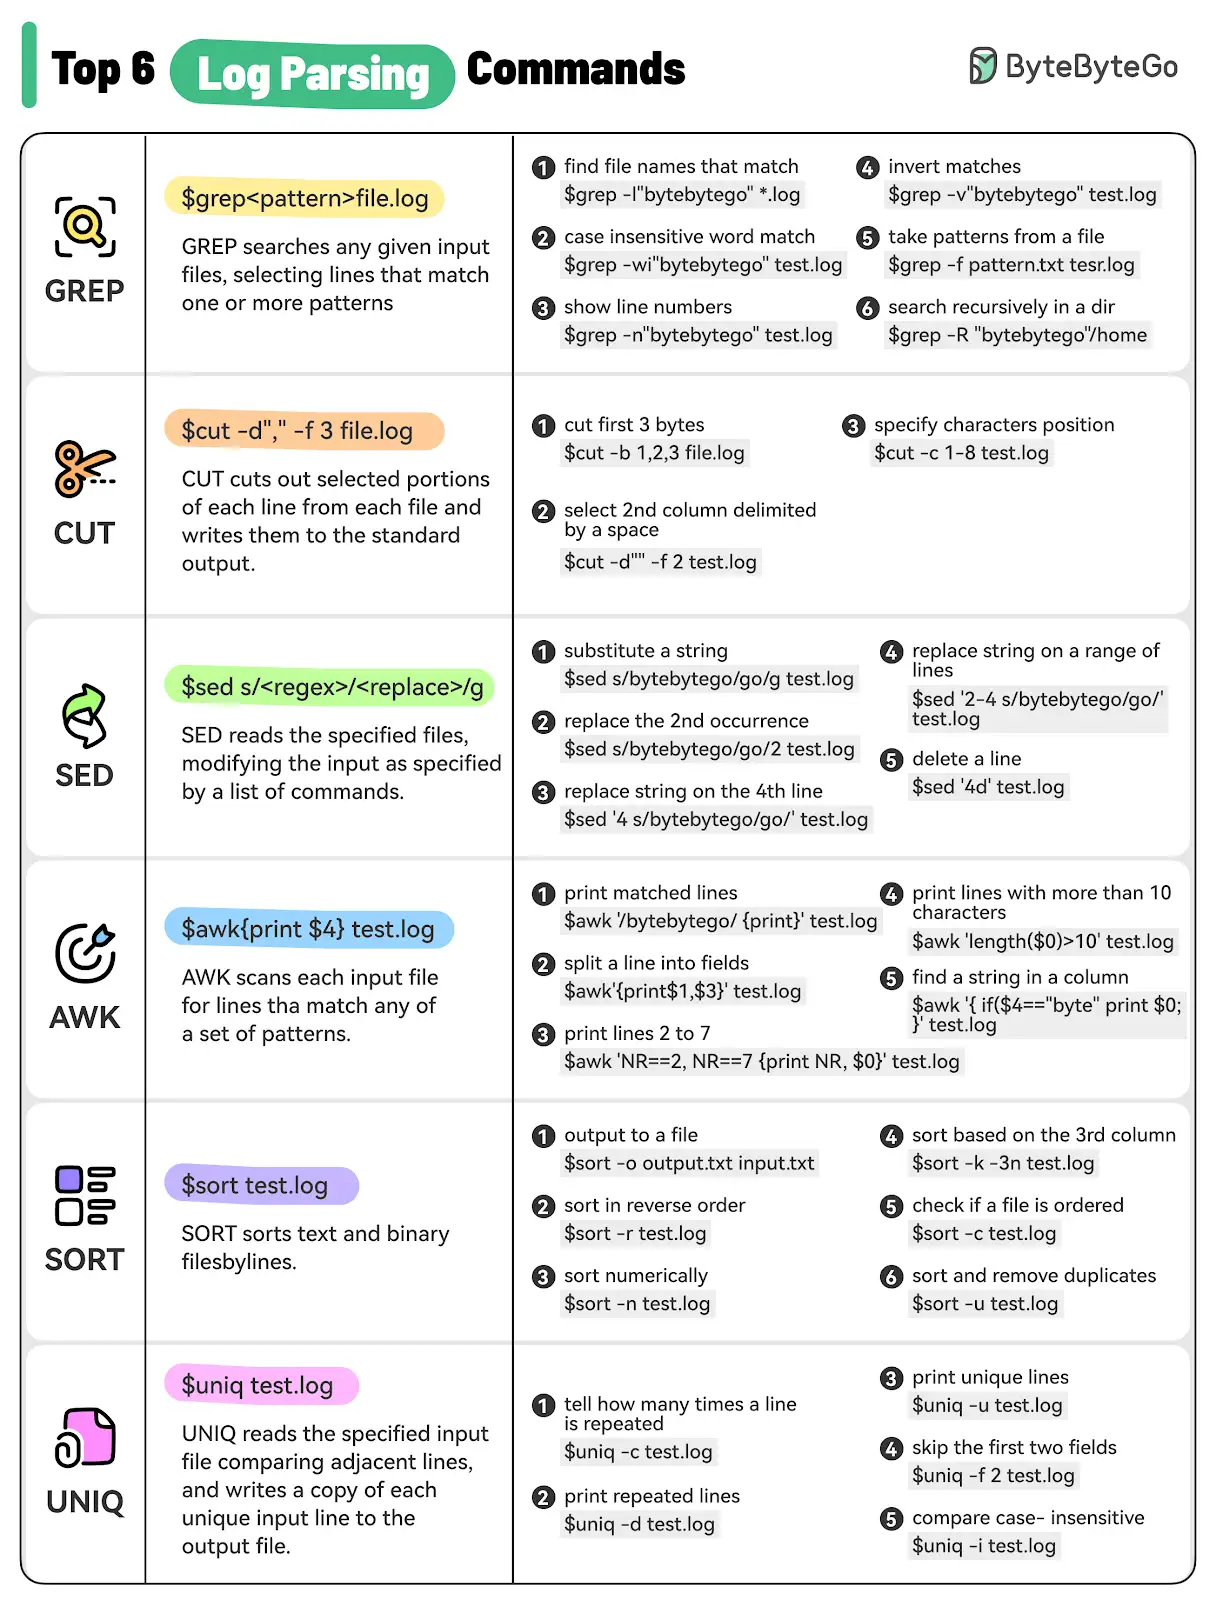 Top 6 Log Parsing Commands
ByteByteGo
GREP
$grep<pattern>file.log
GREP searches any given input
files, selecting lines that match
one or more patterns
1 find file names that match
$grep -l"bytebytego" *.log
2 case insensitive word match
$grep -wi"bytebytego" test.log
3 show line numbers
$grep -n"bytebytego" test.log
4 invert matches
$grep -v"bytebytego" test.log
5 take patterns from a file
$grep -f pattern.txt tesr.log
6 search recursively in a dir
$grep -R "bytebytego"/home
CUT
$cut -d"," -f 3 file.log
CUT cuts out selected portions
of each line from each file and
writes them to the standard
output.
1 cut first 3 bytes
$cut -b 1,2,3 file.log
2 select 2nd column delimited
by a space
$cut -d"" -f 2 test.log
3 specify characters position
$cut -c 1-8 test.log
SED
$sed s/<regex>/<replace>/g
SED reads the specified files,
modifying the input as specified
by a list of commands.
1 substitute a string
$sed s/bytebytego/go/g test.log
2 replace the 2nd occurrence
$sed s/bytebytego/go/2 test.log
3 replace string on the 4th line
$sed '4 s/bytebytego/go/' test.log
4 replace string on a range of
lines
$sed '2-4 s/bytebytego/go/'
test.log
5 delete a line
$sed '4d' test.log
AWK
$awk{print $4} test.log
AWK scans each input file
for lines tha match any of
a set of patterns.
1 print matched lines
$awk '/bytebytego/ {print}' test.log
2 split a line into fields
$awk'{print$1,$3}' test.log
3 print lines 2 to 7
$awk 'NR==2, NR==7 {print NR, $0}' test.log
4 print lines with more than 10
characters
$awk 'length($0)>10' test.log
5 find a string in a column
$awk '{ if($4=="byte" print $0;
}' test.log
SORT
$sort test.log
SORT sorts text and binary
filesbylines.
1 output to a file
$sort -o output.txt input.txt
2 sort in reverse order
$sort -r test.log
3 sort numerically
$sort -n test.log
4 sort based on the 3rd column
$sort -k -3n test.log
5 check if a file is ordered
$sort -c test.log
6 sort and remove duplicates
$sort -u test.log
UNIQ
$uniq test.log
UNIQ reads the specified input
file comparing adjacent lines,
and writes a copy of each
unique input line to the
output file.
1 tell how many times a line
is repeated
$uniq -c test.log
2 print repeated lines
$uniq -d test.log
3 print unique lines
$uniq -u test.log
4 skip the first two fields
$uniq -f 2 test.log
5 compare case- insensitive
$uniq -i test.log